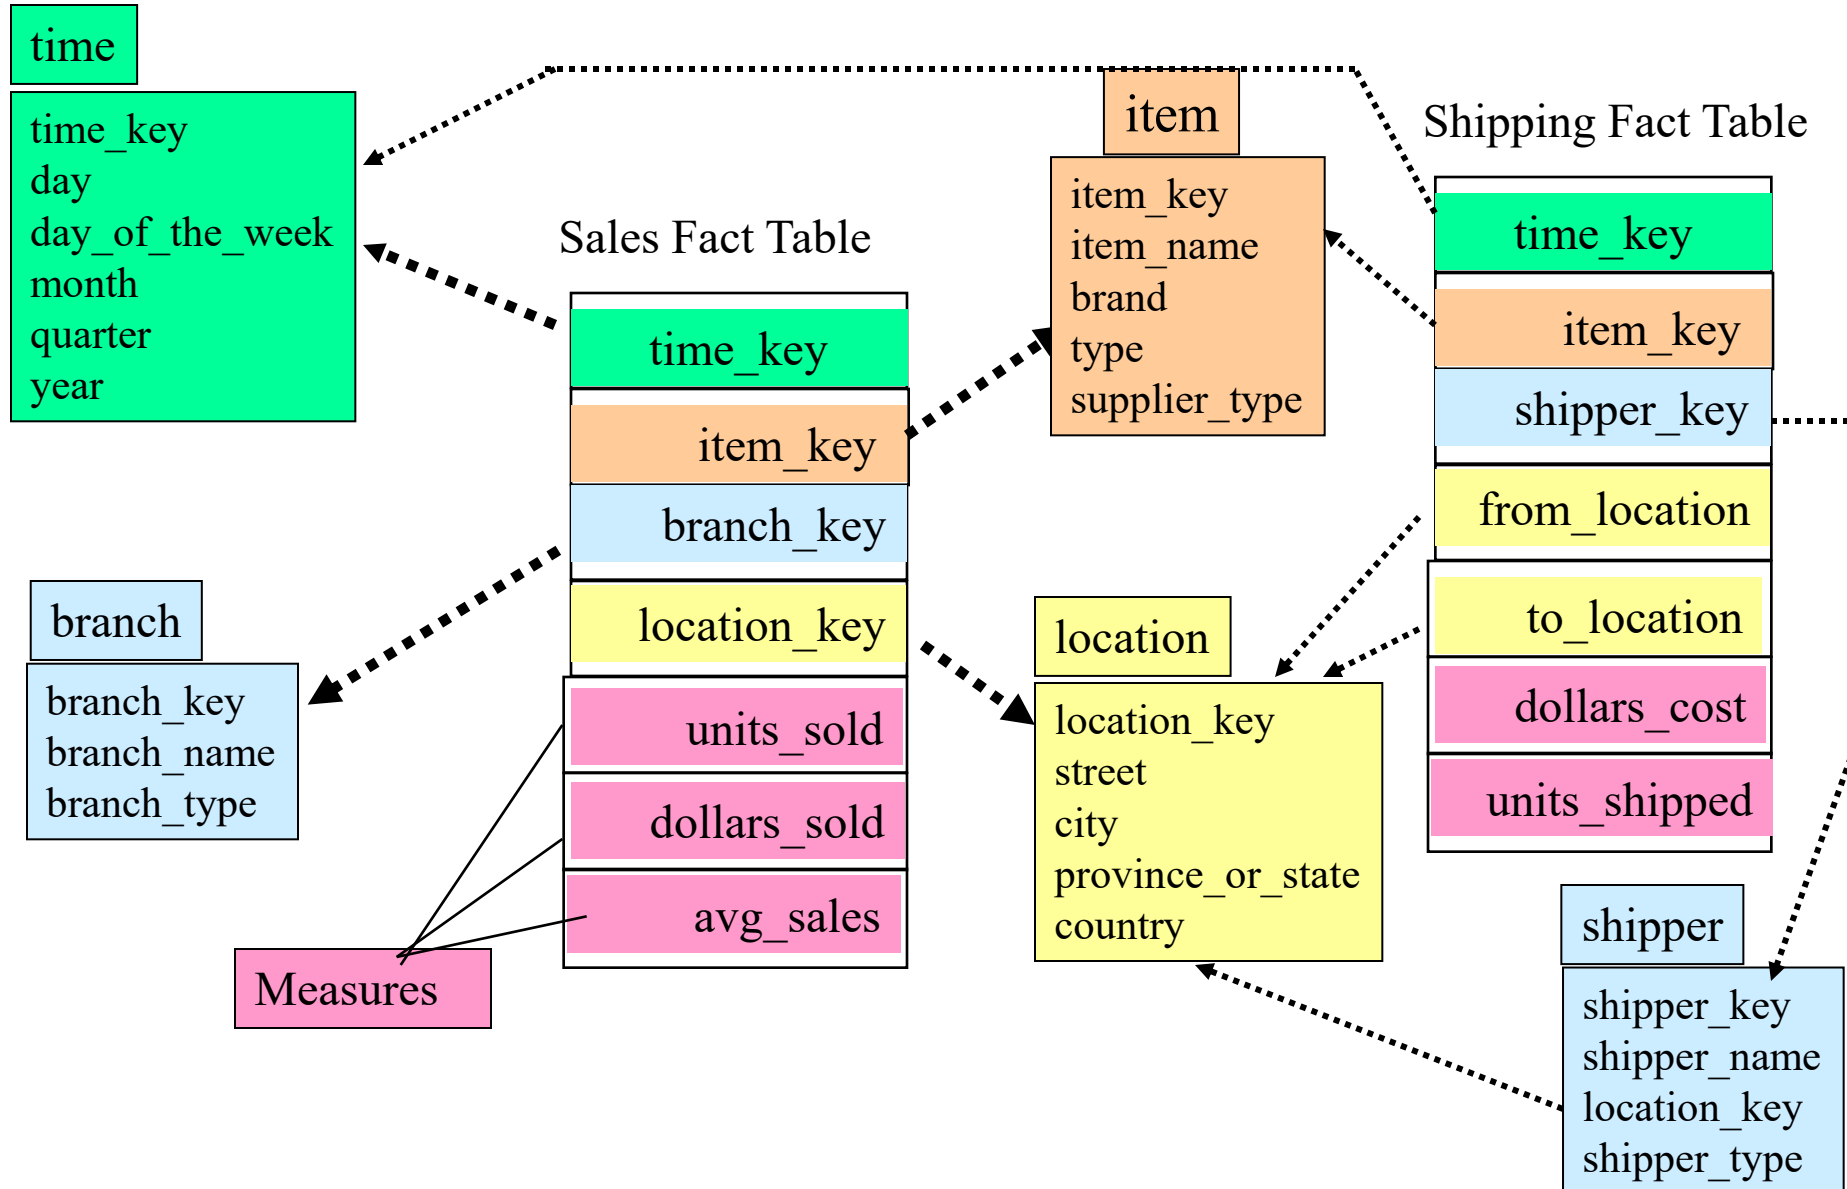 time
time_key
day
day_of_the_week
month
quarter
year
Sales Fact Table
time_key
item_key
branch_key
location_key
units_sold
dollars_sold
avg_sales
Measures
branch
branch_key
branch_name
branch_type
item
item_key
item_name
brand
type
supplier_type
location
location_key
street
city
province_or_state
country
Shipping Fact Table
time_key
item_key
shipper_key
from_location
to_location
dollars_cost
units_shipped
shipper
shipper_key
shipper_name
location_key
shipper_type